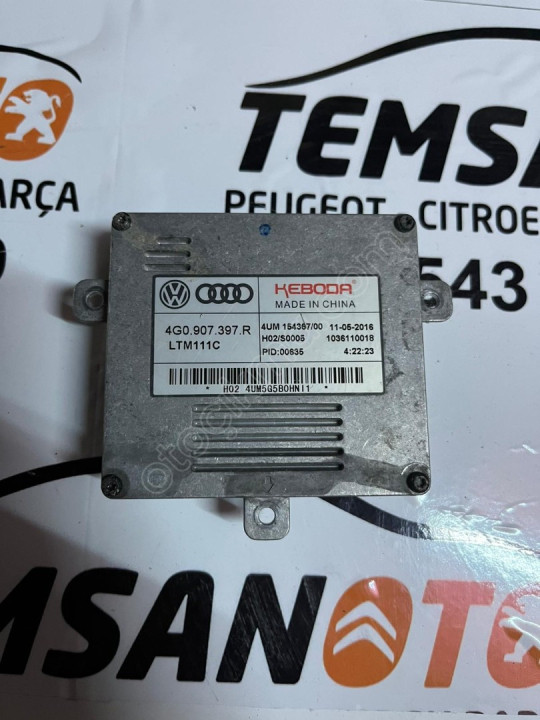 TEMSA
PEUGEOT - CITROE
ARÇA
543
KEBODA
MADE IN CHINA
4G0.907.397.R
LTM111C
4UM 154397/00 11-05-2016
H02/S0005 1036110018
PID:00635 4:22:23
* H02 4UM5G5B0HNI1 *
EMSANOTO